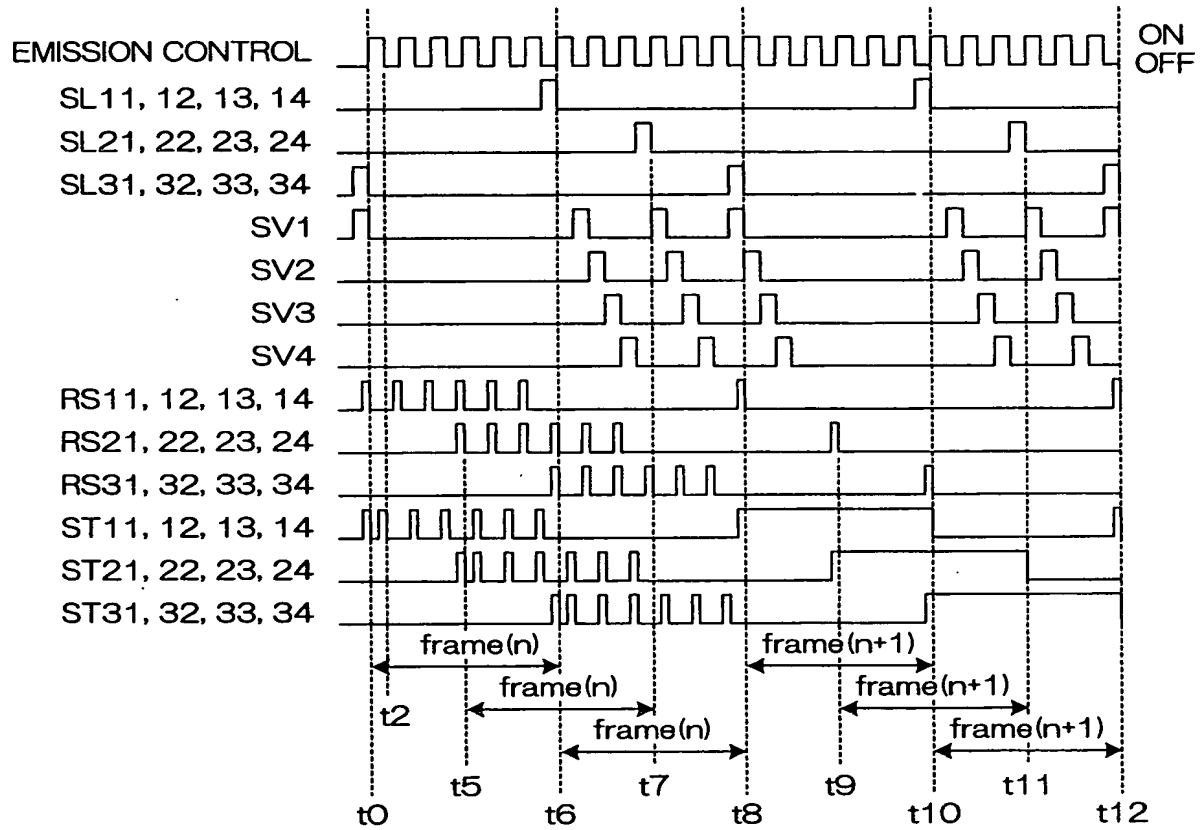 EMISSION CONTROL
ON
OFF
SL11, 12, 13, 14
SL21, 22, 23, 24
SL31, 32, 33, 34
SV1
SV2
SV3
SV4
RS11, 12, 13, 14
RS21, 22, 23, 24
RS31, 32, 33, 34
ST11, 12, 13, 14
ST21, 22, 23, 24
ST31, 32, 33, 34
frame(n)
frame(n+1)
frame(n)
frame(n+1)
t2
frame(n)
frame(n+1)
t5
t7
t9
t11
t0
t6
t8
t10
t12